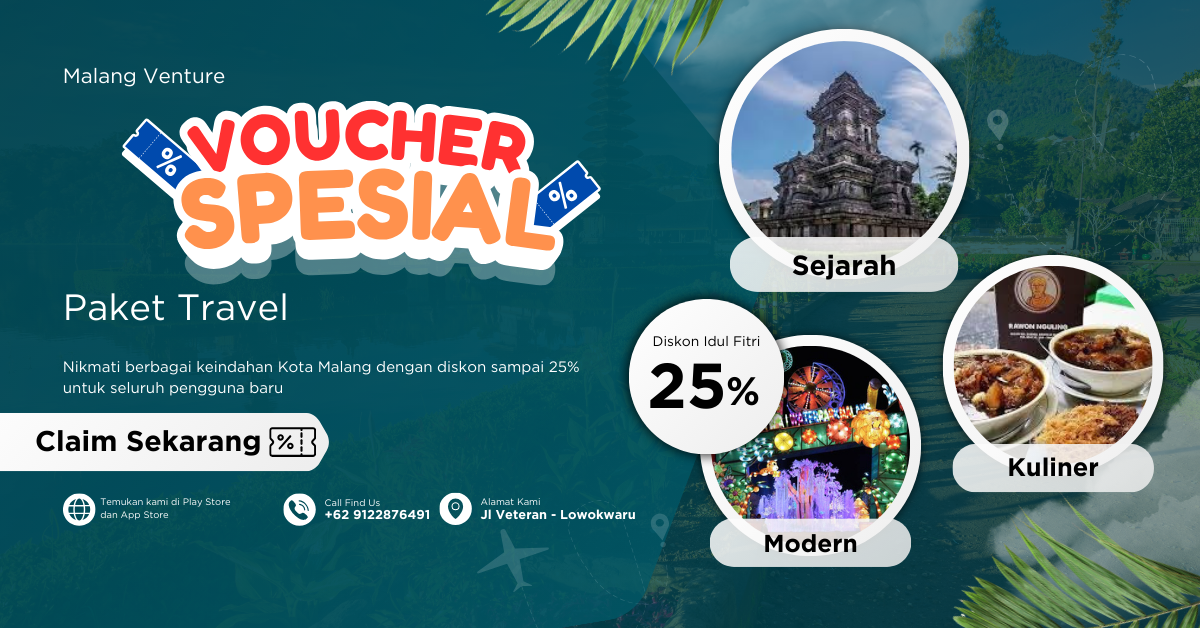 Malang Venture
VOUCHER
SPESIAL
%
%
Paket Travel
Nikmati berbagai keindahan Kota Malang dengan diskon sampai 25%
untuk seluruh pengguna baru
Claim Sekarang %
Temukan kami di Play Store
dan App Store
Call Find Us
+62 9122876491
Alamat Kami
Jl Veteran - Lowokwaru
Sejarah
Diskon Idul Fitri
25%
RAWON NGULING
Kuliner
Modern